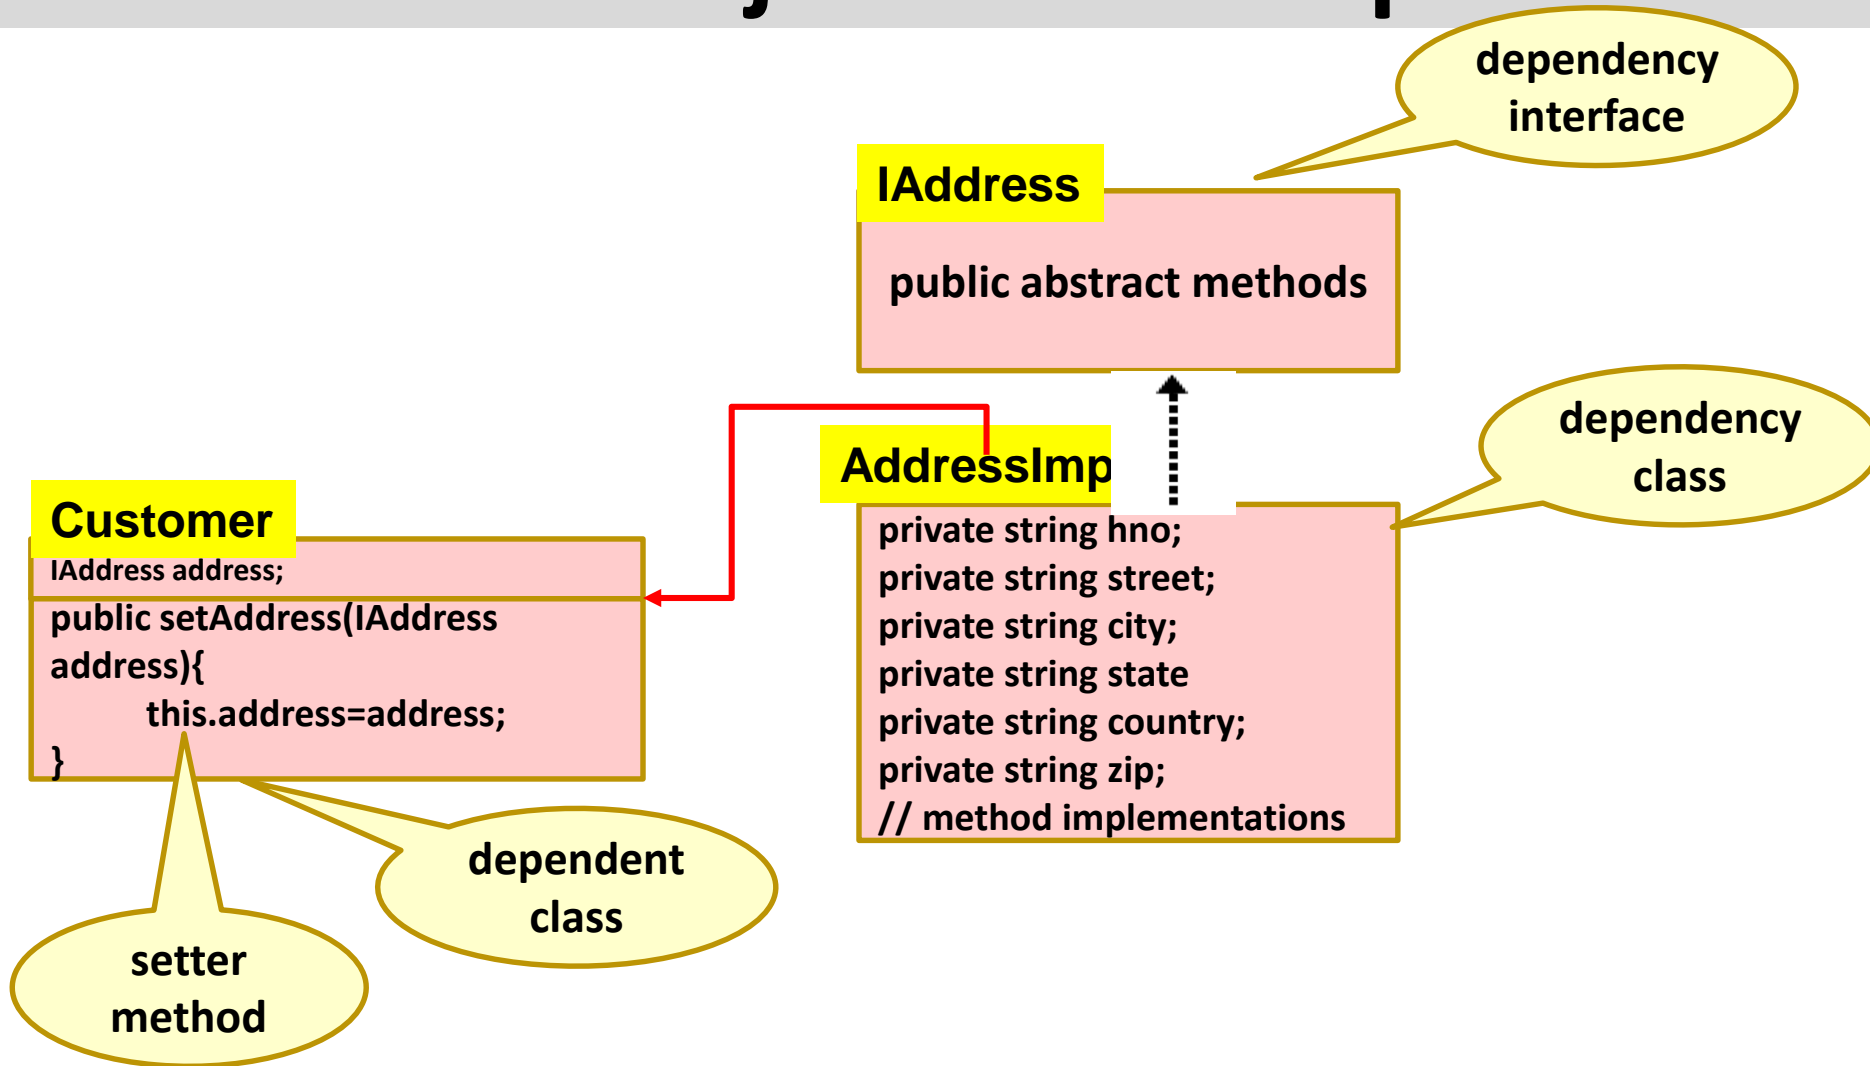 dependency
interface
IAddress
public abstract methods
dependency
class
AddressImp
private string hno;
private string street;
private string city;
private string state
private string country;
private string zip;
// method implementations
Customer
IAddress address;
public setAddress(IAddress
address){
this.address=address;
}
dependent
class
setter
method